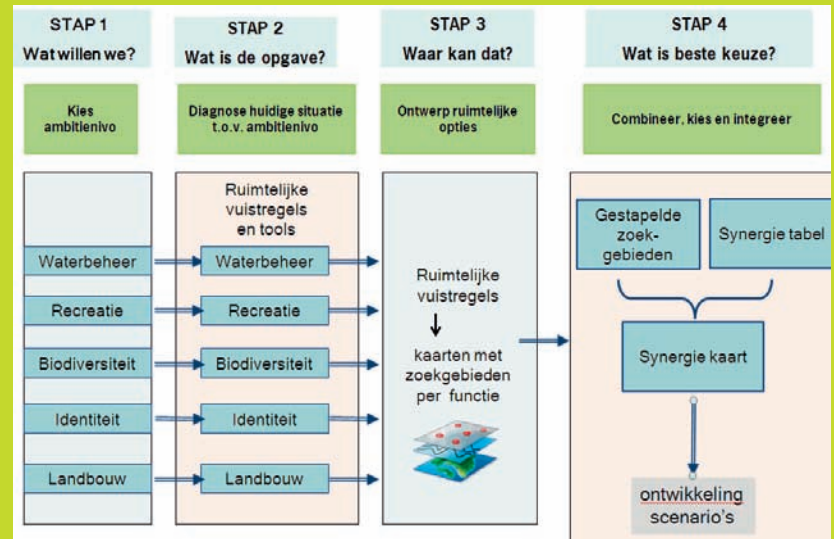 STAP 1
Wat willen we?
STAP 2
Wat is de opgave?
STAP 3
Waar kan dat?
STAP 4
Wat is beste keuze?
Kies
ambitienivo
Diagnose huidige situatie
t.o.v. ambitienivo
Ontwerp ruimtelijke
opties
Combineer, kies en integreer
Waterbeheer
Recreatie
Biodiversiteit
Identiteit
Landbouw
Ruimtelijke
vuistregels
en tools
Waterbeheer
Recreatie
Biodiversiteit
Identiteit
Landbouw
Ruimtelijke
vuistregels
kaarten met
zoekgebieden
per functie
Gestapelde
zoek-
gebieden
Synergie tabel
Synergie kaart
ontwikkeling
scenario's